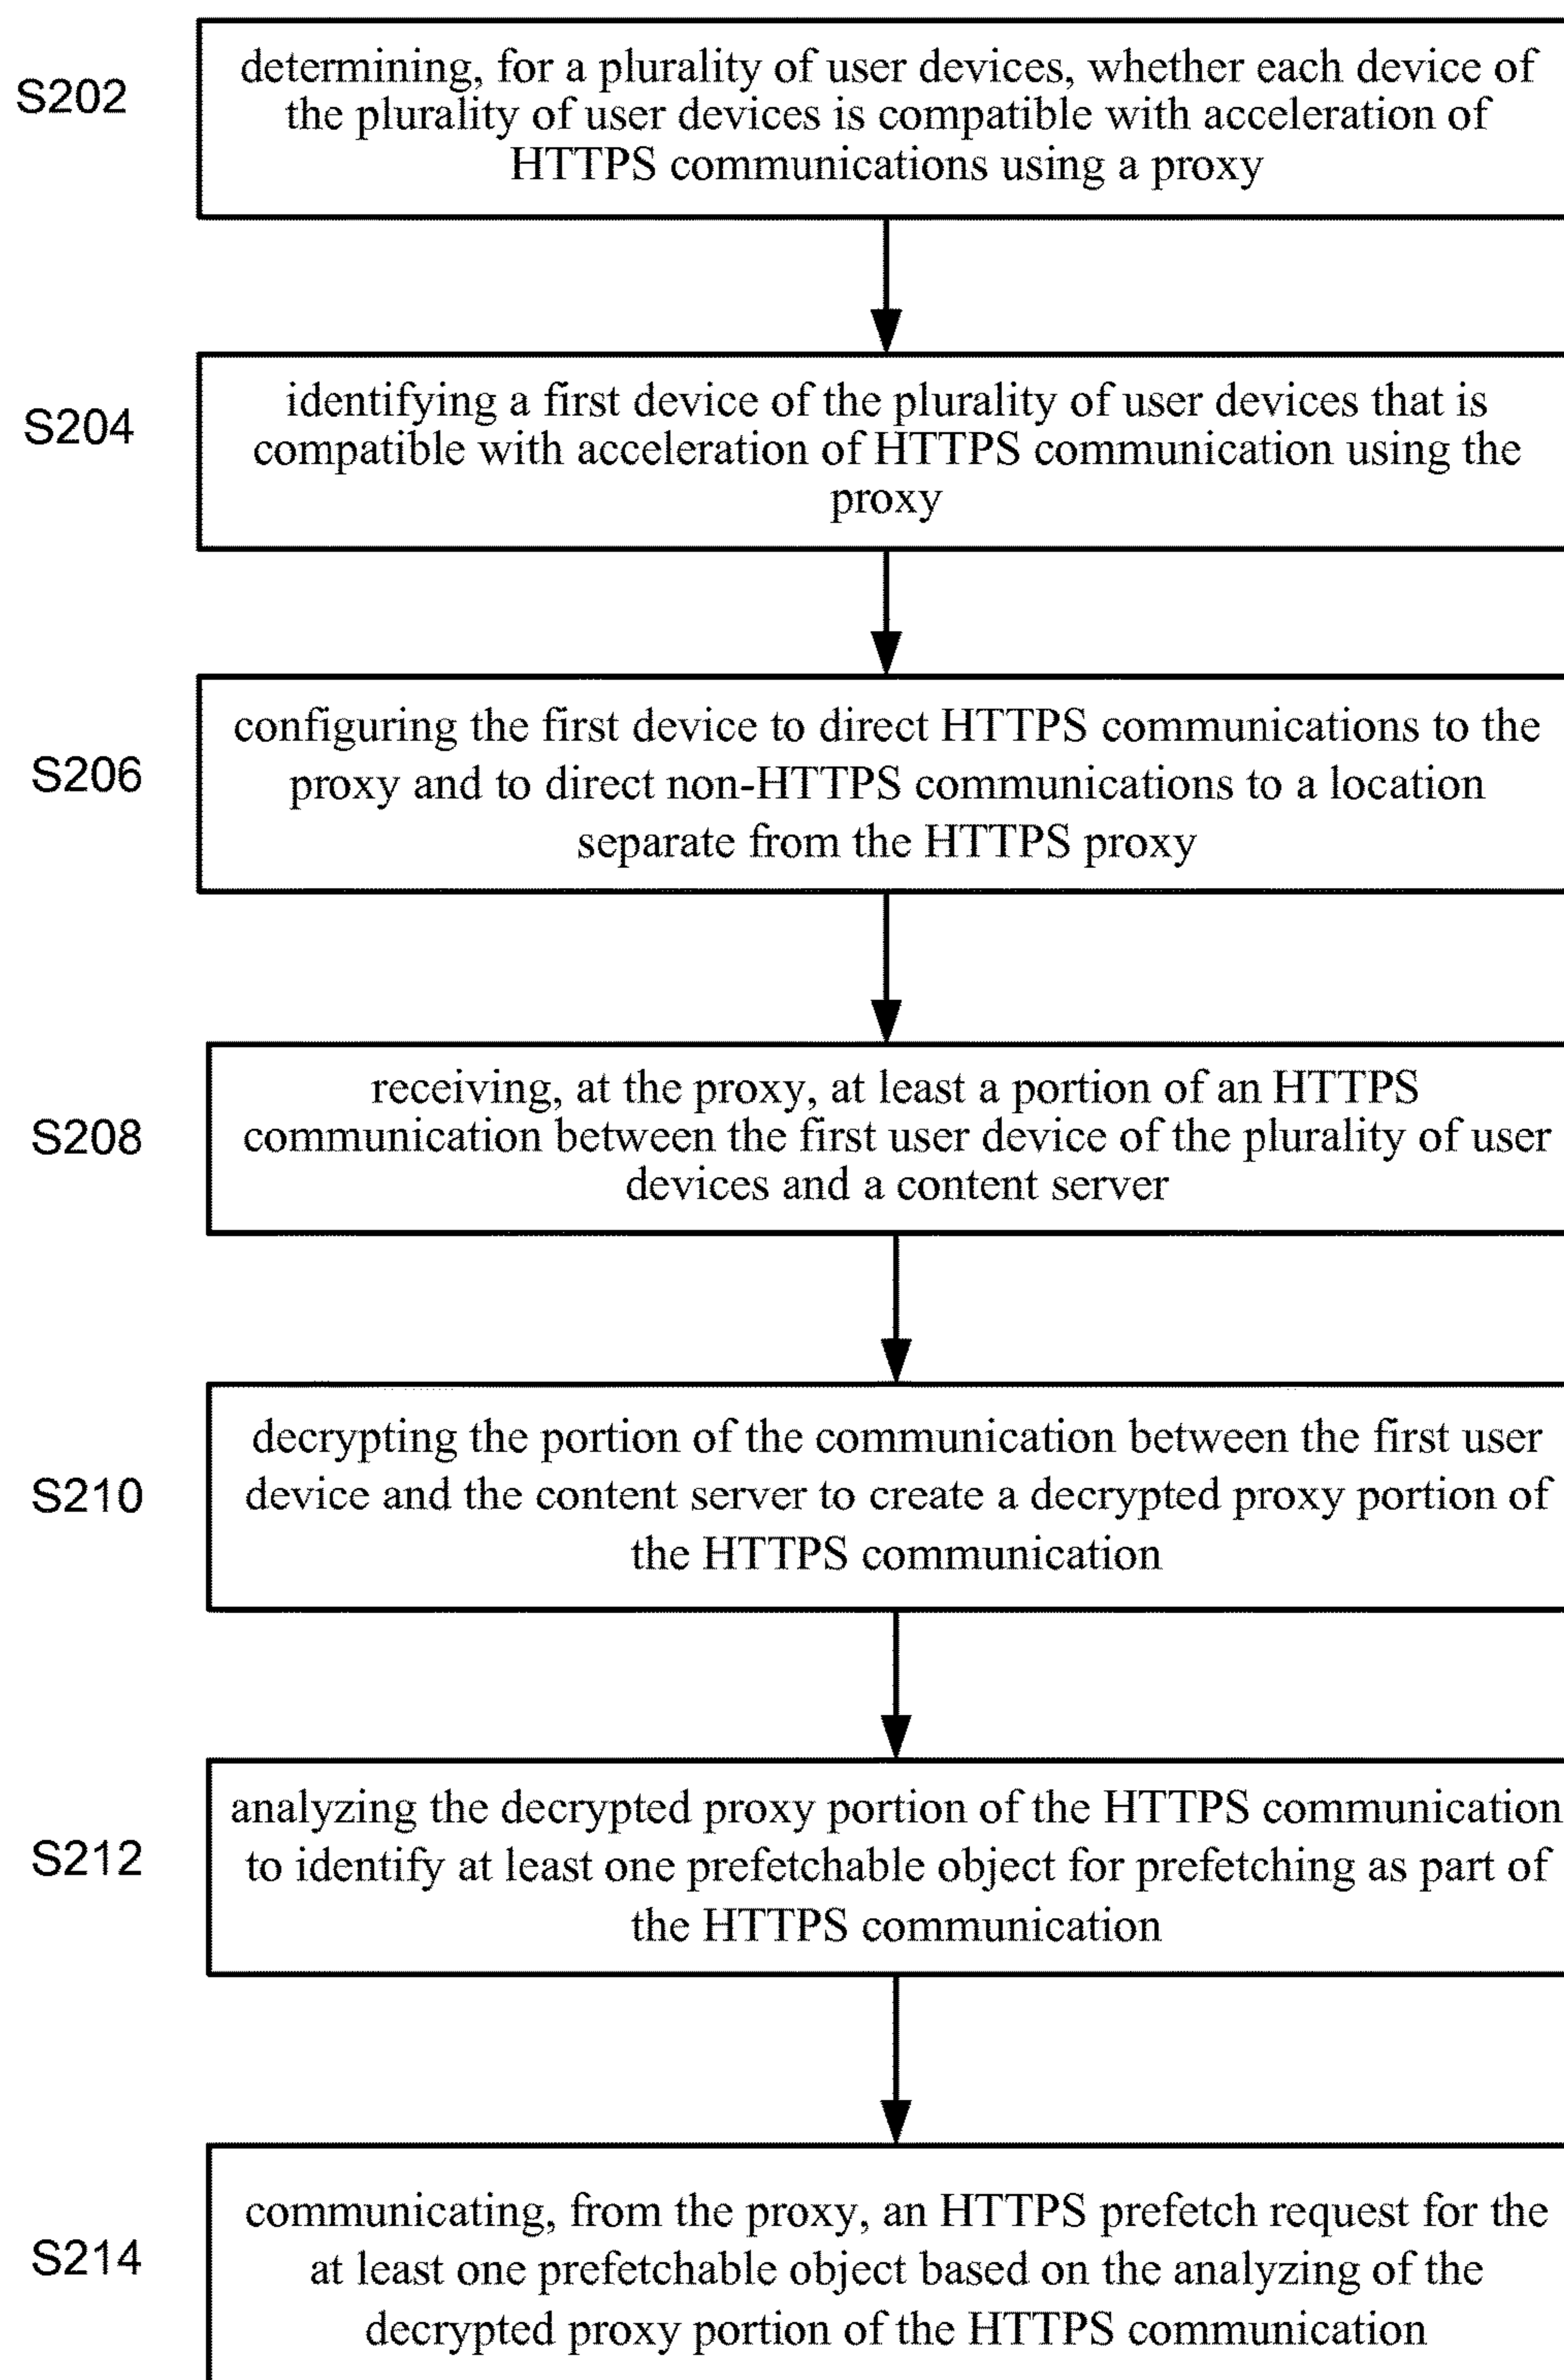 S202
determining, for a plurality of user devices, whether each device of
the plurality of user devices is compatible with acceleration of
HTTPS communications using a proxy
S204
identifying a first device of the plurality of user devices that is
compatible with acceleration of HTTPS communication using the
proxy
S206
configuring the first device to direct HTTPS communications to the
proxy and to direct non-HTTPS communications to a location
separate from the HTTPS proxy
S208
receiving, at the proxy, at least a portion of an HTTPS
communication between the first user device of the plurality of user
devices and a content server
S210
decrypting the portion of the communication between the first user
device and the content server to create a decrypted proxy portion of
the HTTPS communication
S212
analyzing the decrypted proxy portion of the HTTPS communication
to identify at least one prefetchable object for prefetching as part of
the HTTPS communication
S214
communicating, from the proxy, an HTTPS prefetch request for the
at least one prefetchable object based on the analyzing of the
decrypted proxy portion of the HTTPS communication